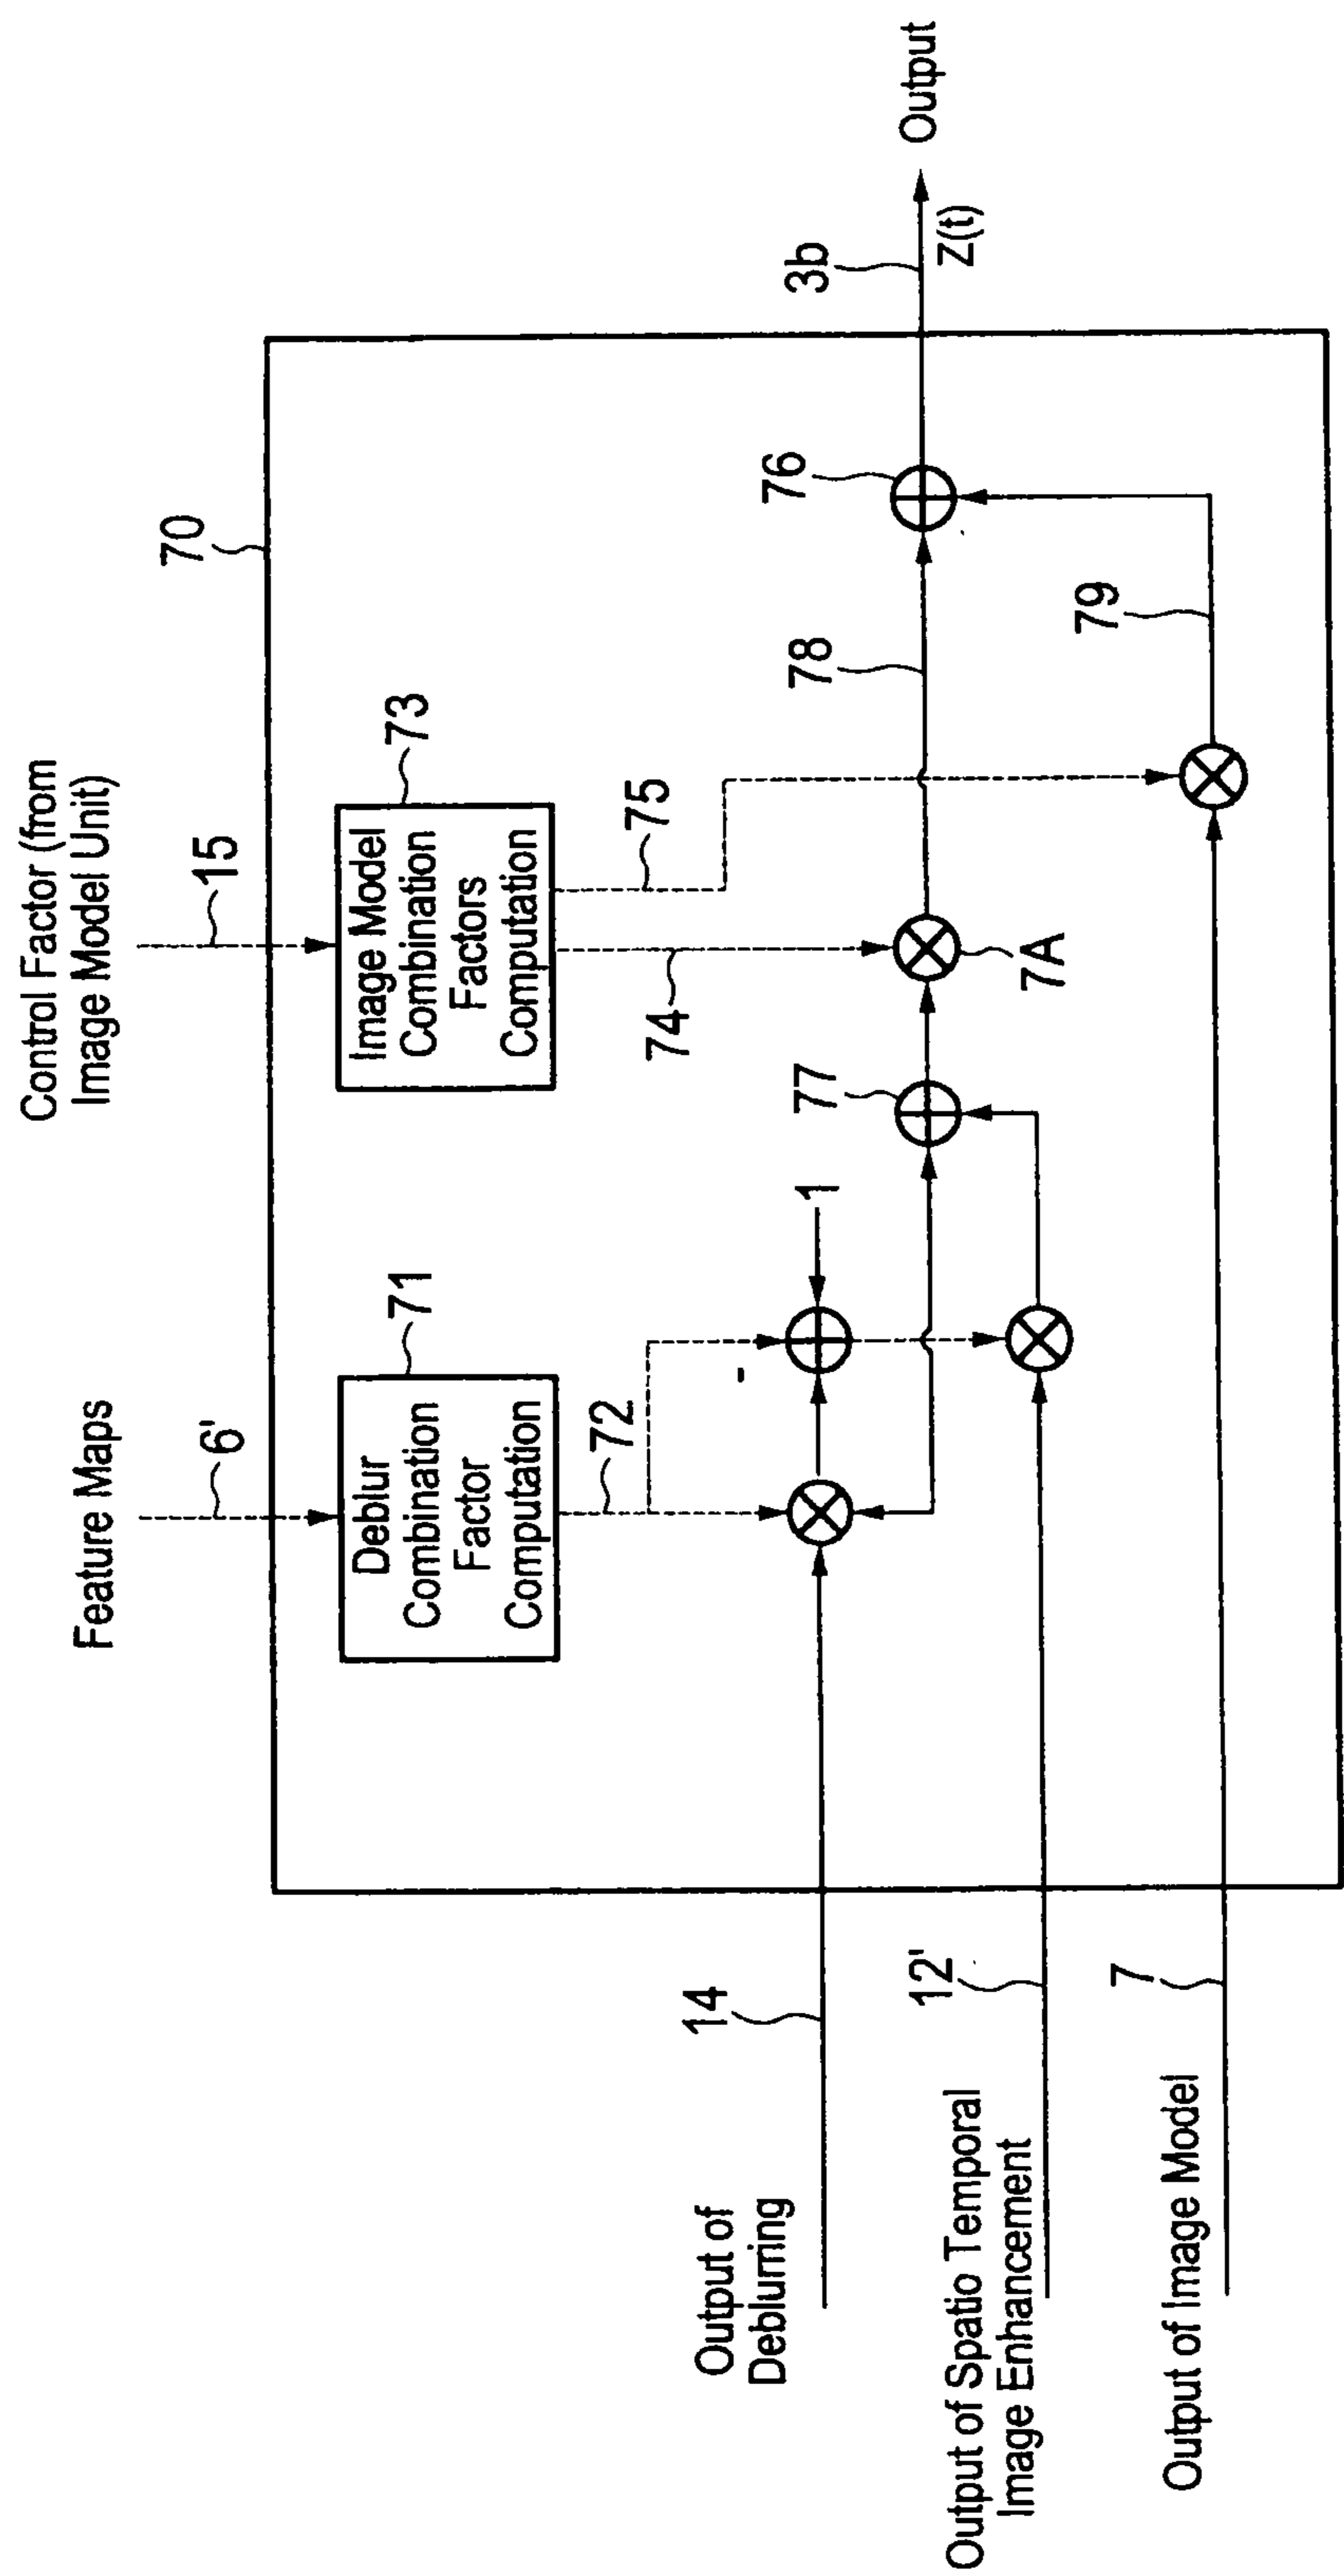 Feature Maps
6'
Control Factor (from
Image Model Unit)
15
70
71
Deblur
Combination
Factor
Computation
72
73
Image Model
Combination
Factors
Computation
74
75
-
1
77
7A
78
76
79
3b
Z(t)
Output
14
Output of
Deblurring
12'
Output of Spatio Temporal
Image Enhancement
7
Output of Image Model